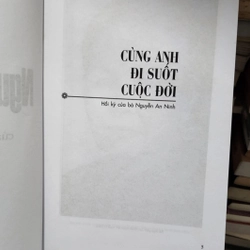 CÙNG ANH
ĐI SUỐT
CUỘC ĐỜI
Hồi ký của bà Nguyễn An Ninh